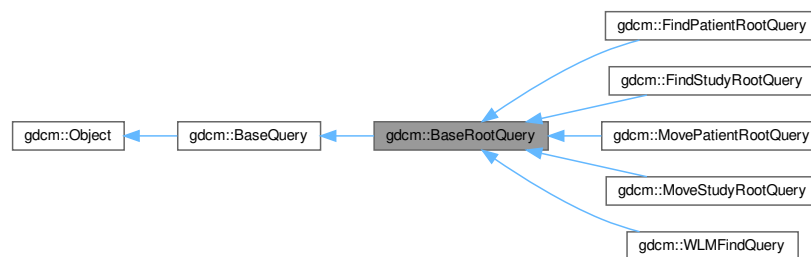 gdcm::FindPatientRootQuery
gdcm::FindStudyRootQuery
gdcm::Object
gdcm::BaseQuery
gdcm::BaseRootQuery
gdcm::MovePatientRootQuery
gdcm::MoveStudyRootQuery
gdcm::WLMFindQuery